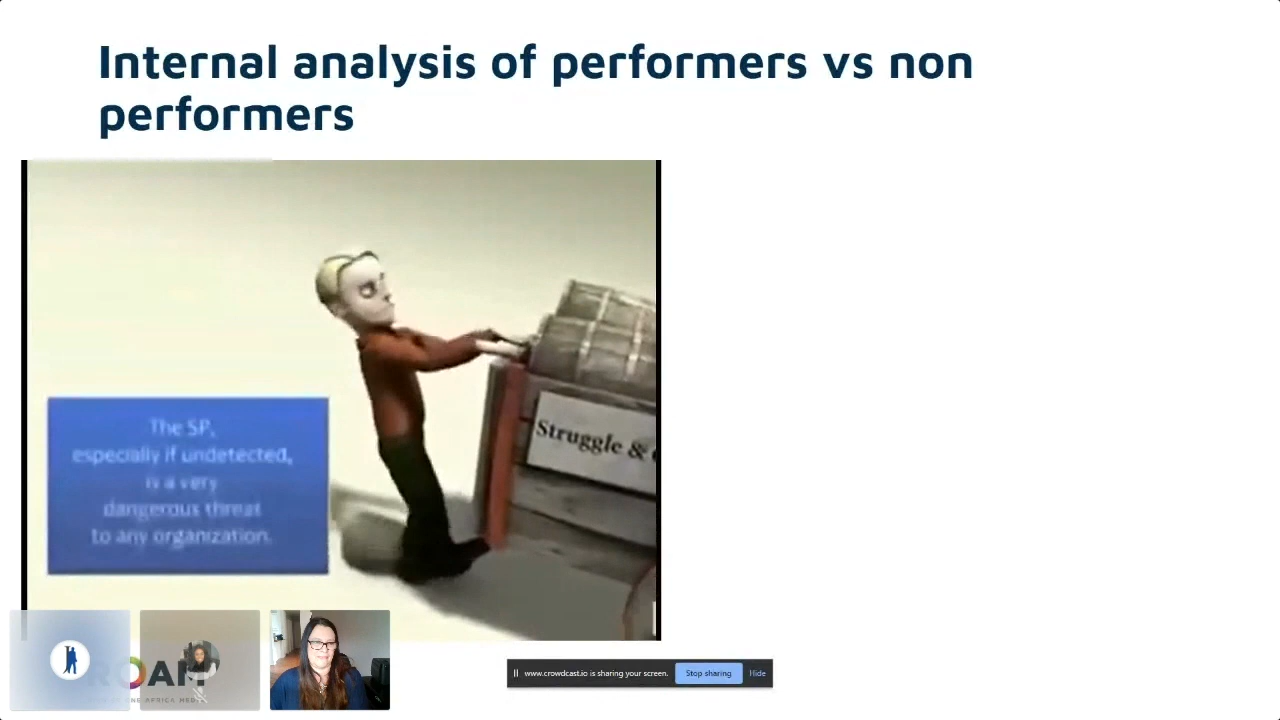 Internal analysis of performers vs non
performers
The SP,
especially if undetected,
is a very
dangerous threat
to any organization.
Struggle &
www.crowdcast.io is sharing your screen.
Stop sharing
Hide